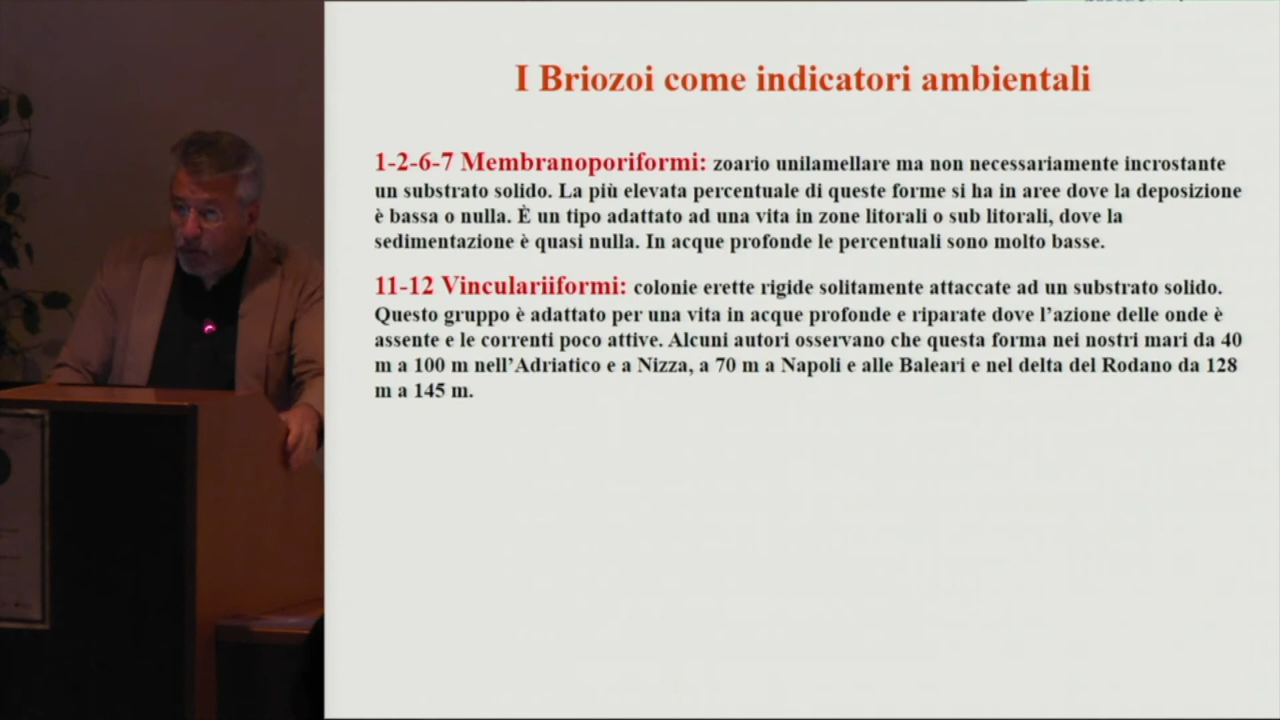 I Briozoi come indicatori ambientali
1-2-6-7 Membranoporiformi: zoario unilamellare ma non necessariamente incrostante
un substrato solido. La più elevata percentuale di queste forme si ha in aree dove la deposizione
è bassa o nulla. È un tipo adattato ad una vita in zone litorali o sub litorali, dove la
sedimentazione è quasi nulla. In acque profonde le percentuali sono molto basse.
11-12 Vinculariiformi: colonie erette rigide solitamente attaccate ad un substrato solido.
Questo gruppo è adattato per una vita in acque profonde e riparate dove l’azione delle onde è
assente e le correnti poco attive. Alcuni autori osservano che questa forma nei nostri mari da 40
m a 100 m nell’Adriatico e a Nizza, a 70 m a Napoli e alle Baleari e nel delta del Rodano da 128
m a 145 m.